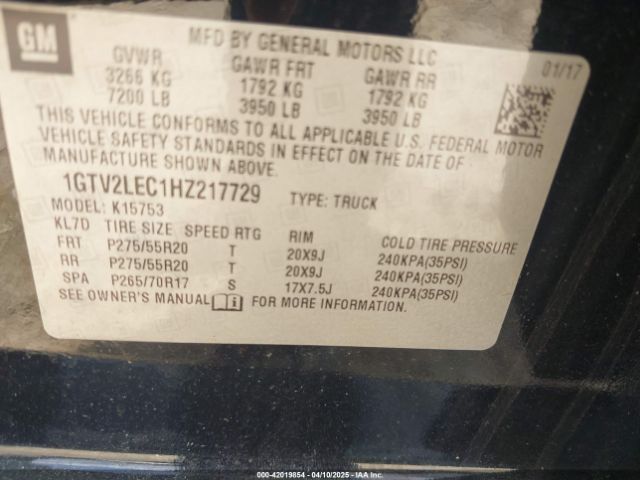 GM
MFD BY GENERAL MOTORS LLC
GVWR GAWR FRT GAWR RR 01/17
3266 KG 1792 KG 1792 KG
7200 LB 3950 LB 3950 LB
THIS VEHICLE CONFORMS TO ALL APPLICABLE U.S. FEDERAL MOTOR
VEHICLE SAFETY STANDARDS IN EFFECT ON THE DATE OF
MANUFACTURE SHOWN ABOVE.
1GTV2LEC1HZ217729 TYPE: TRUCK
MODEL: K15753
KL7D TIRE SIZE SPEED RTG RIM COLD TIRE PRESSURE
FRT P275/55R20 T 20X9J 240KPA(35PSI)
RR P275/55R20 T 20X9J 240KPA(35PSI)
SPA P265/70R17 S 17X7.5J 240KPA(35PSI)
SEE OWNER'S MANUAL FOR MORE INFORMATION.
000-42019854 - 04/10/2025 - COPYRIGHT IAA, LLC.